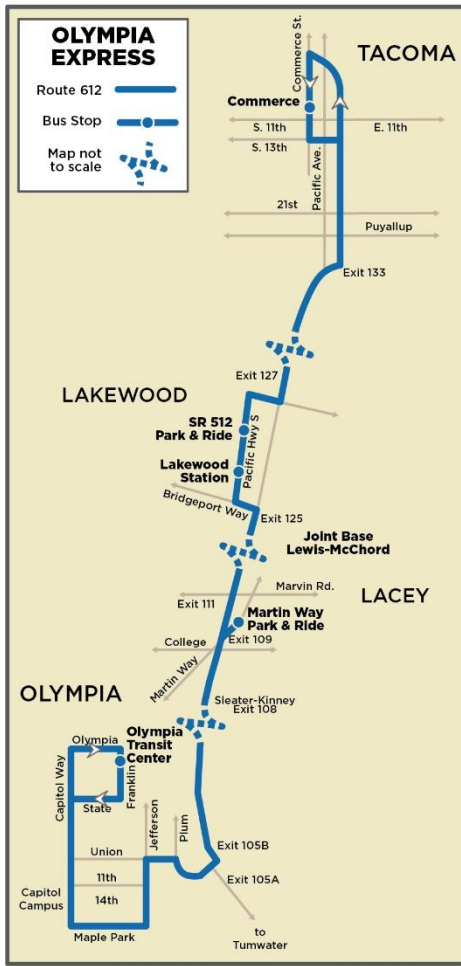 OLYMPIA
EXPRESS
Route 612
Bus Stop
Map not
to scale
TACOMA
Commerce St.
Commerce
S. 11th
E. 11th
S. 13th
Pacific Ave.
21st
Puyallup
Exit 133
Exit 127
LAKEWOOD
SR 512
Park & Ride
Pacific Hwy S
Lakewood
Station
Bridgeport Way
Exit 125
Joint Base
Lewis-McChord
Marvin Rd.
Exit 111
LACEY
Martin Way
Park & Ride
College
Exit 109
Martin Way
OLYMPIA
Sleater-Kinney
Exit 108
Olympia
Transit
Center
Olympia
Capitol Way
Franklin
State
Jefferson
Plum
Union
Exit 105B
11th
Exit 105A
Capitol
Campus
14th
Maple Park
to
Tumwater